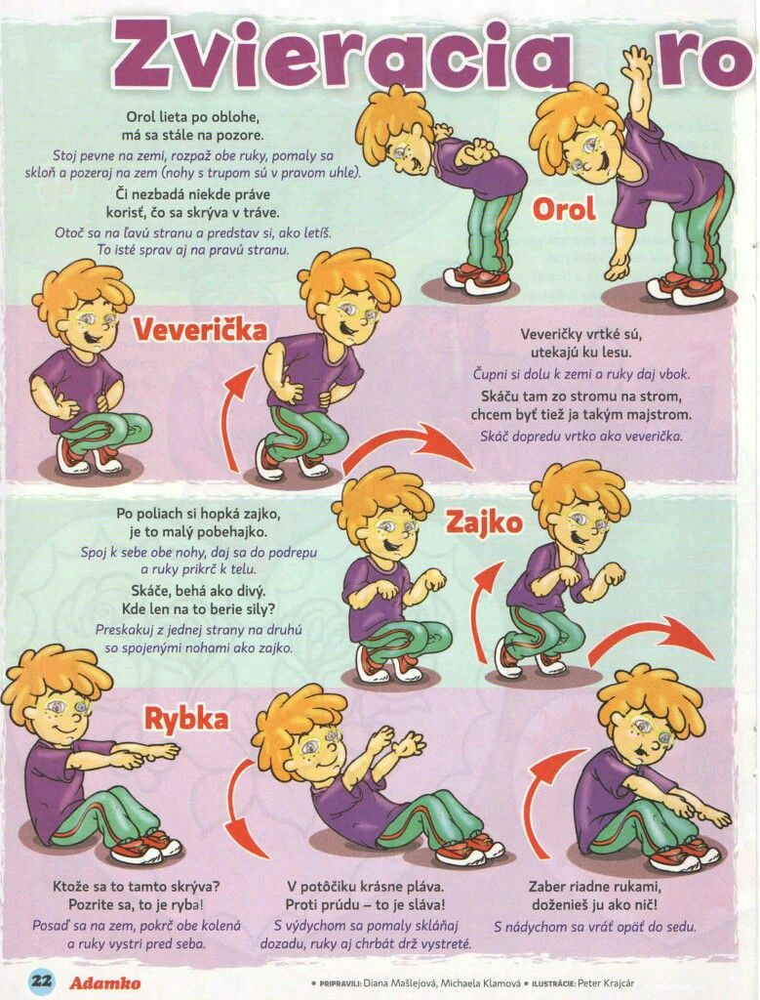 Zvieracia ro
Orol lieta po oblohe,
má sa stále na pozore.
Stoj pevne na zemi, rozpaž obe ruky, pomaly sa
skloň a pozeraj na zem (nohy s trupom sú v pravom uhle).
Či nezbadá niekde práve
korisť, čo sa skrýva v tráve.
Otoč sa na ľavú stranu a predstav si, ako letíš.
To isté sprav aj na pravú stranu.
Orol
Veverička
Veveričky vrtké sú,
utekajú ku lesu.
Čupni si dolu k zemi a ruky daj vbok.
Skáču tam zo stromu na strom,
chcem byť tiež ja takým majstrom.
Skáč dopredu vrtko ako veverička.
Po poliach si hopká zajko,
je to malý pobehajko.
Spoj k sebe obe nohy, daj sa do podrepu
a ruky prikrč k telu.
Skáče, behá ako divý.
Kde len na to berie sily?
Preskakuj z jednej strany na druhú
so spojenými nohami ako zajko.
Zajko
Rybka
Ktože sa to tamto skrýva?
Pozrite sa, to je ryba!
Posaď sa na zem, pokrč obe kolená
a ruky vystri pred seba.
V potôčiku krásne pláva.
Proti prúdu – to je sláva!
S výdychom sa pomaly skláňaj
dozadu, ruky aj chrbát drž vystreté.
Zaber riadne rukami,
doženieš ju ako nič!
S nádychom sa vráť opäť do sedu.
22 Adamko
• PRIPRAVILI: Diana Mašlejová, Michaela Klamová • ILUSTRÁCIE: Peter Krajcár